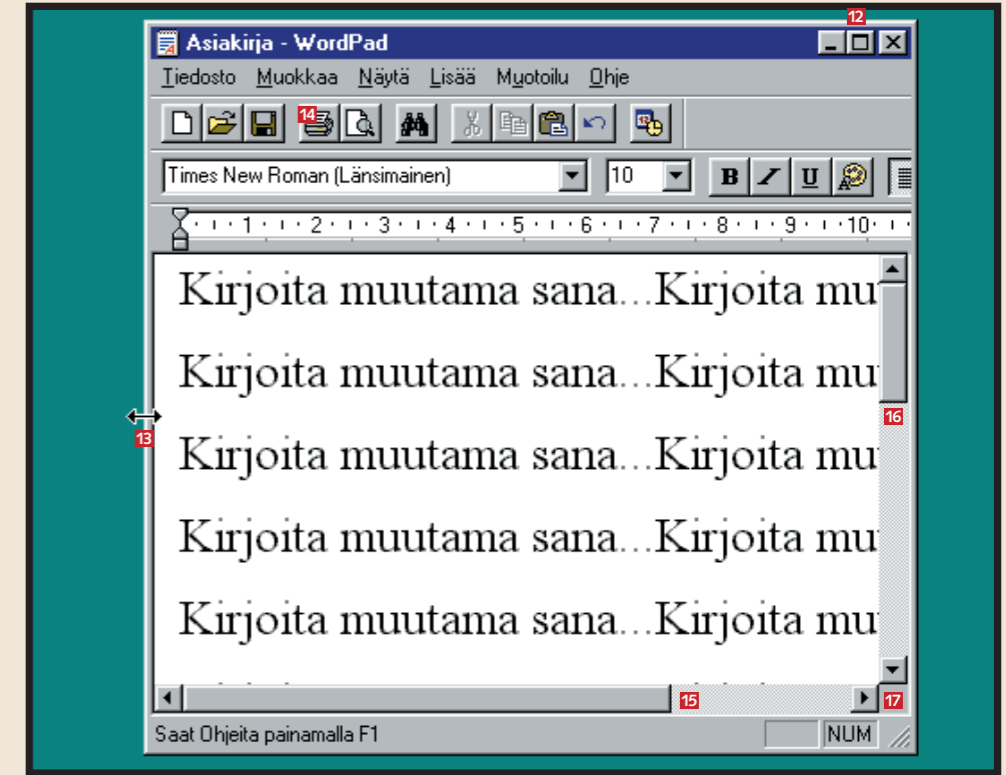 12
Asiakirja - WordPad
Tiedosto Muokkaa Näytä Lisää Muotoilu Ohje
14
Times New Roman (Länsimainen) 10 B I U
1 2 3 4 5 6 7 8 9 10
Kirjoita muutama sana...Kirjoita mu
Kirjoita muutama sana...Kirjoita mu
16
13
Kirjoita muutama sana...Kirjoita mu
Kirjoita muutama sana...Kirjoita mu
Kirjoita muutama sana...Kirjoita mu
15 17
Saat Ohjeita painamalla F1 NUM